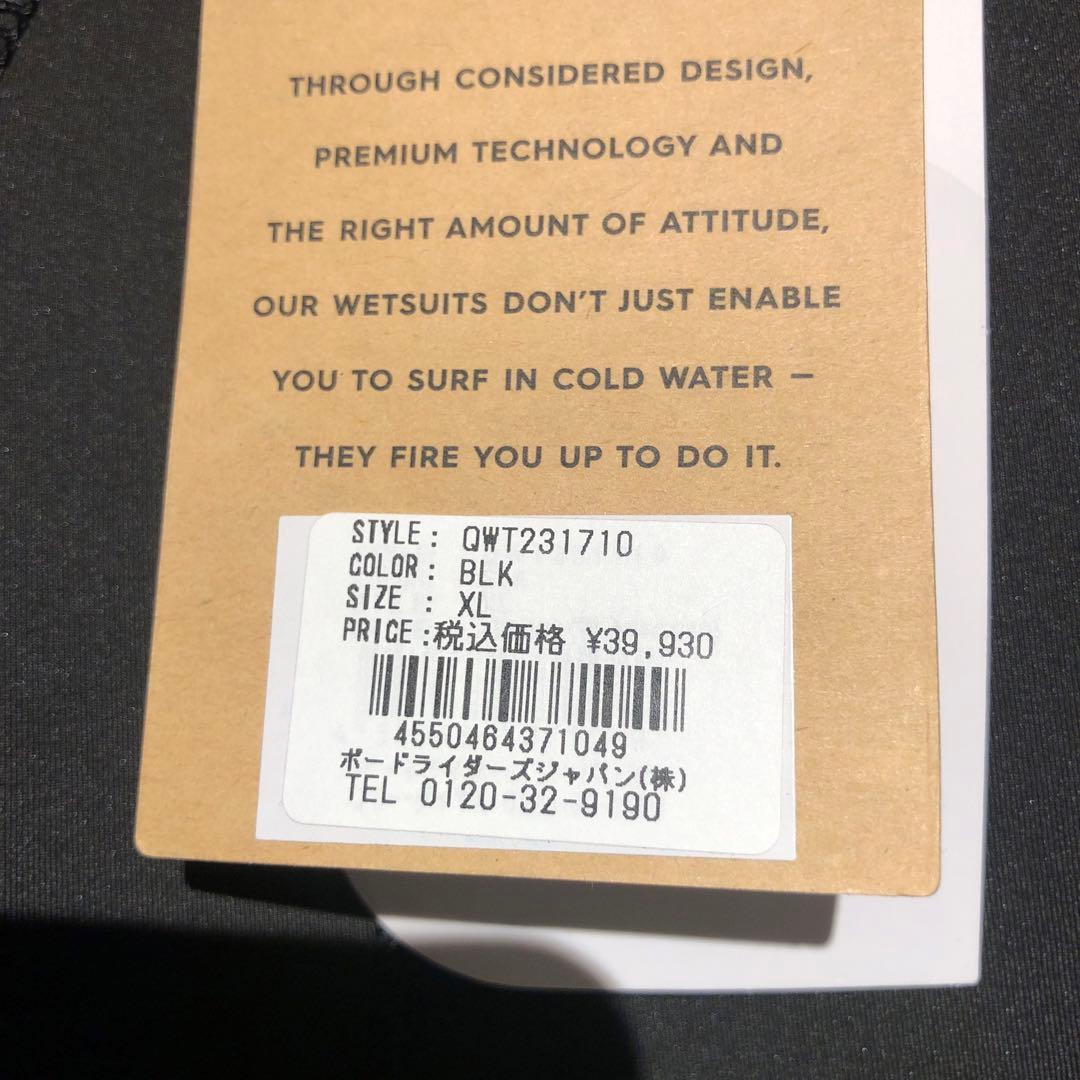 THROUGH CONSIDERED DESIGN,
PREMIUM TECHNOLOGY AND
THE RIGHT AMOUNT OF ATTITUDE,
OUR WETSUITS DON'T JUST ENABLE
YOU TO SURF IN COLD WATER —
THEY FIRE YOU UP TO DO IT.
STYLE: QWT231710
COLOR: BLK
SIZE : XL
PRICE:税込価格 ¥39,930
4550464371049
ボードライダーズジャパン(株)
TEL 0120-32-9190